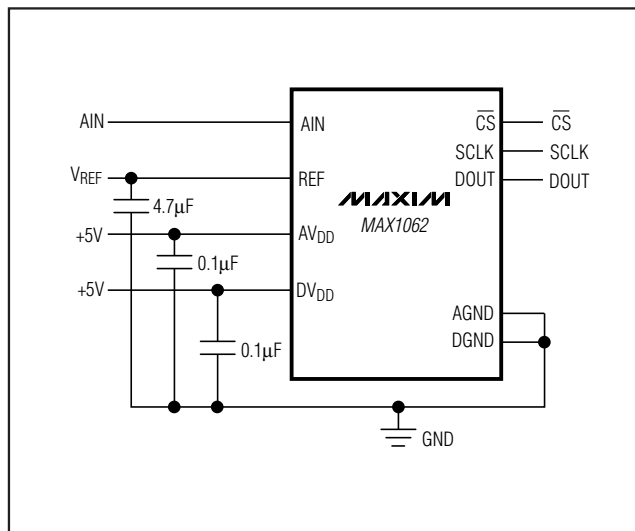 AIN
AIN
CS
CS
SCLK
SCLK
VREF
REF
DOUT
DOUT
4.7µF
MAXIM
MAX1062
+5V
AVDD
0.1µF
+5V
DVDD
AGND
DGND
0.1µF
GND